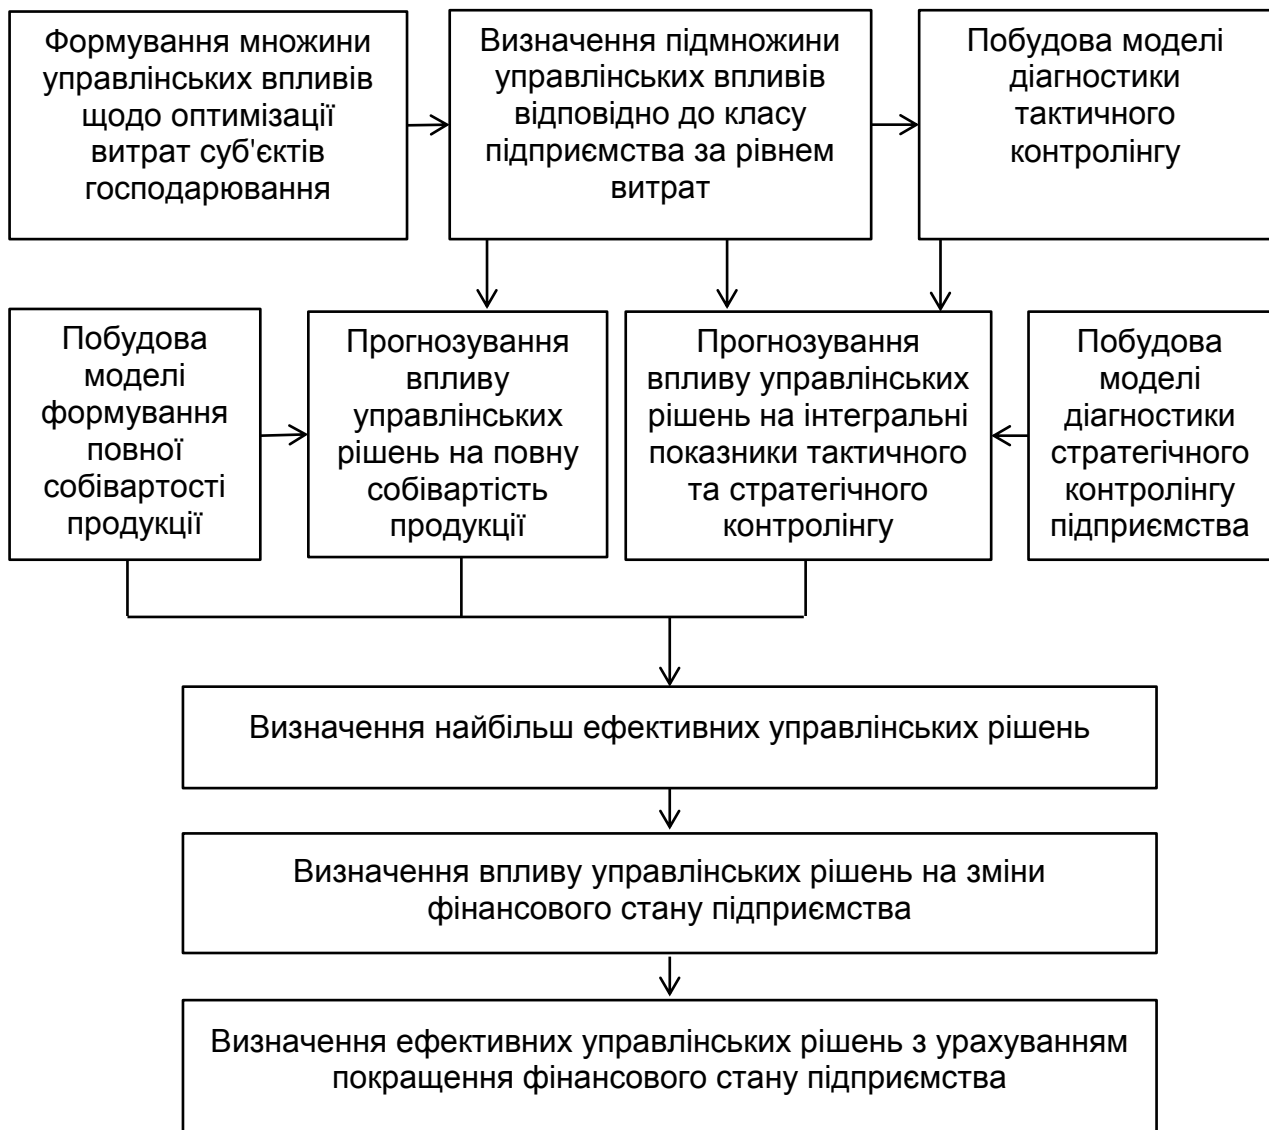 Формування множини
управлінських впливів
щодо оптимізації
витрат суб'єктів
господарювання
Визначення підмножини
управлінських впливів
відповідно до класу
підприємства за рівнем
витрат
Побудова моделі
діагностики
тактичного
контролінгу
Побудова
моделі
формування
повної
собівартості
продукції
Прогнозування
впливу
управлінських
рішень на повну
собівартість
продукції
Прогнозування
впливу управлінських
рішень на інтегральні
показники тактичного
та стратегічного
контролінгу
Побудова
моделі
діагностики
стратегічного
контролінгу
підприємства
Визначення найбільш ефективних управлінських рішень
Визначення впливу управлінських рішень на зміни
фінансового стану підприємства
Визначення ефективних управлінських рішень з урахуванням
покращення фінансового стану підприємства